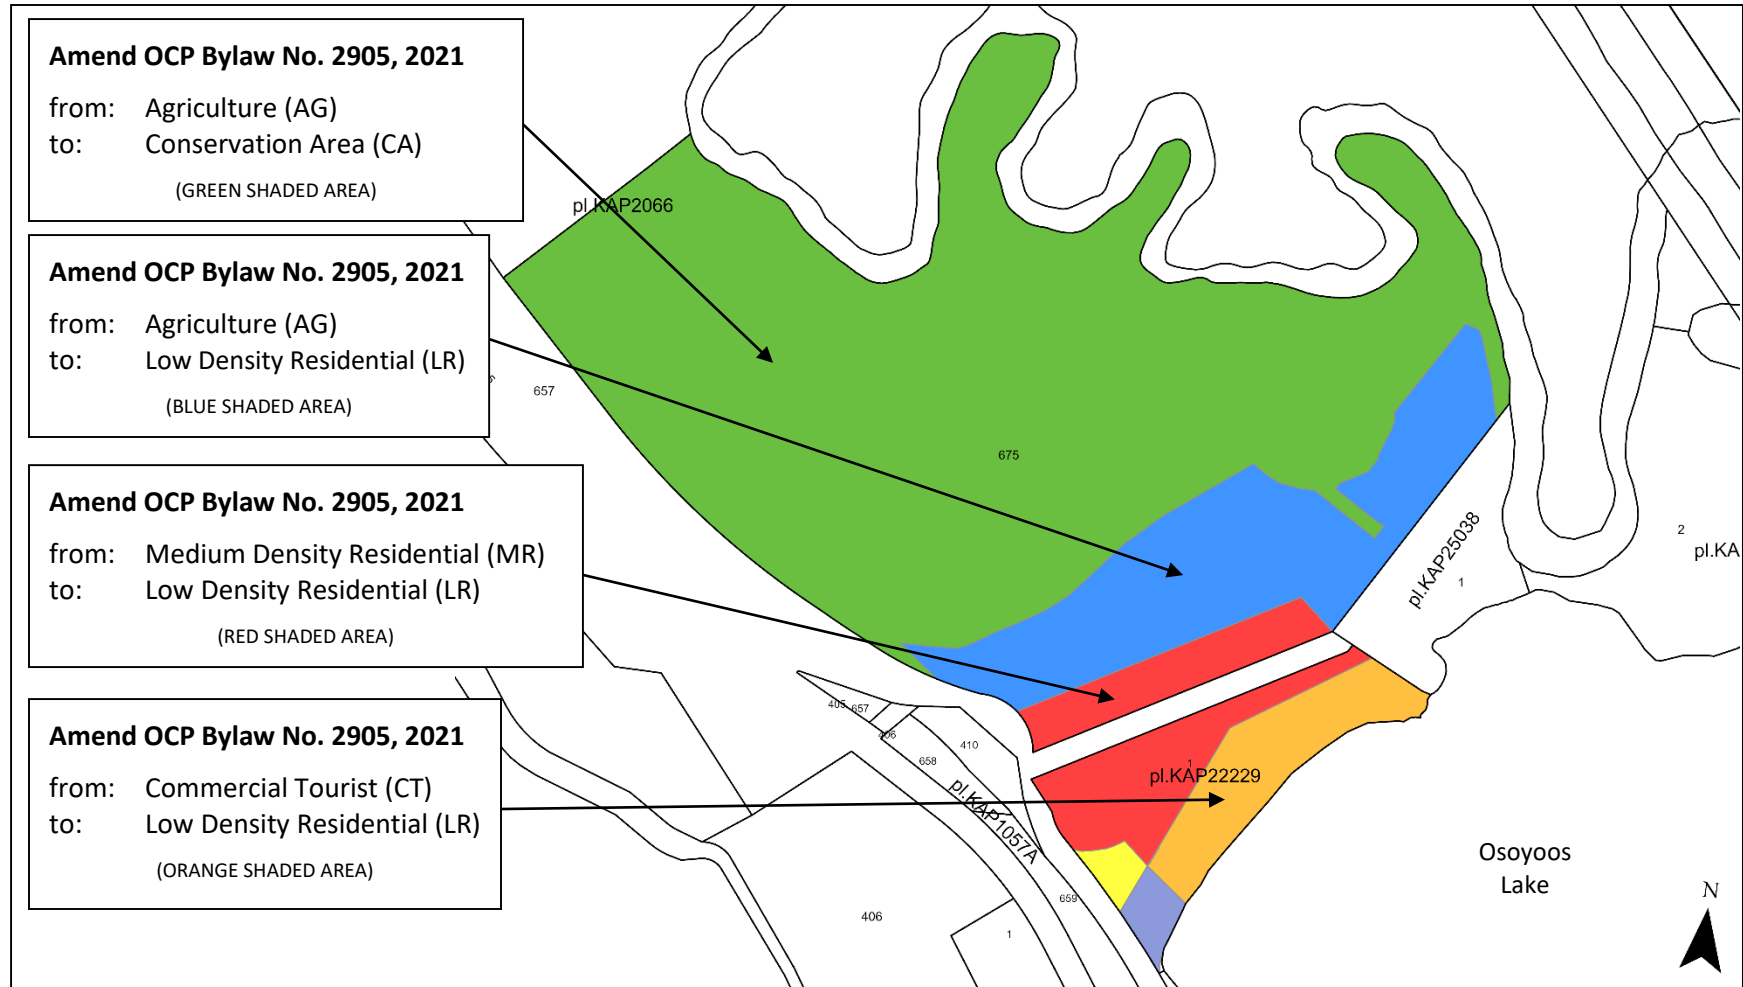 Amend OCP Bylaw No. 2905, 2021
from: Agriculture (AG)
to: Conservation Area (CA)
(GREEN SHADED AREA)
Amend OCP Bylaw No. 2905, 2021
from: Agriculture (AG)
to: Low Density Residential (LR)
(BLUE SHADED AREA)
Amend OCP Bylaw No. 2905, 2021
from: Medium Density Residential (MR)
to: Low Density Residential (LR)
(RED SHADED AREA)
Amend OCP Bylaw No. 2905, 2021
from: Commercial Tourist (CT)
to: Low Density Residential (LR)
(ORANGE SHADED AREA)
pl.KAP2066
657
675
pl.KAP25038
1
2
pl.KA
405
657
406
658
410
pl.KAP1057A
1
pl.KAP22229
659
406
1
Osoyoos
Lake
N